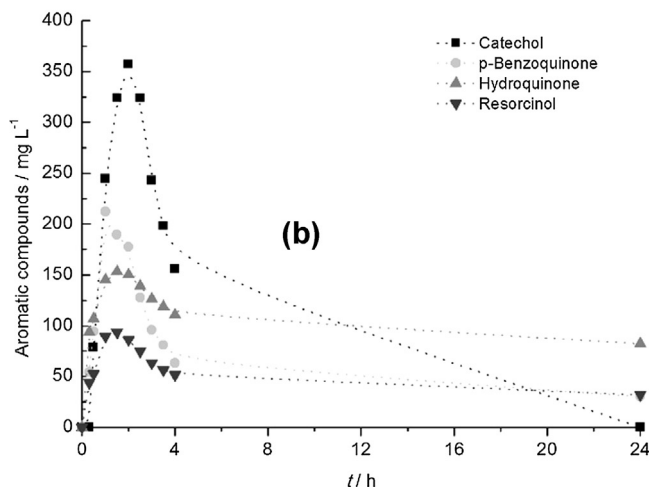 400
350
300
250
200
150
100
50
0
Aromatic compounds / mg L⁻¹
Catechol
p-Benzoquinone
Hydroquinone
Resorcinol
(b)
0 4 8 12 16 20 24
t / h